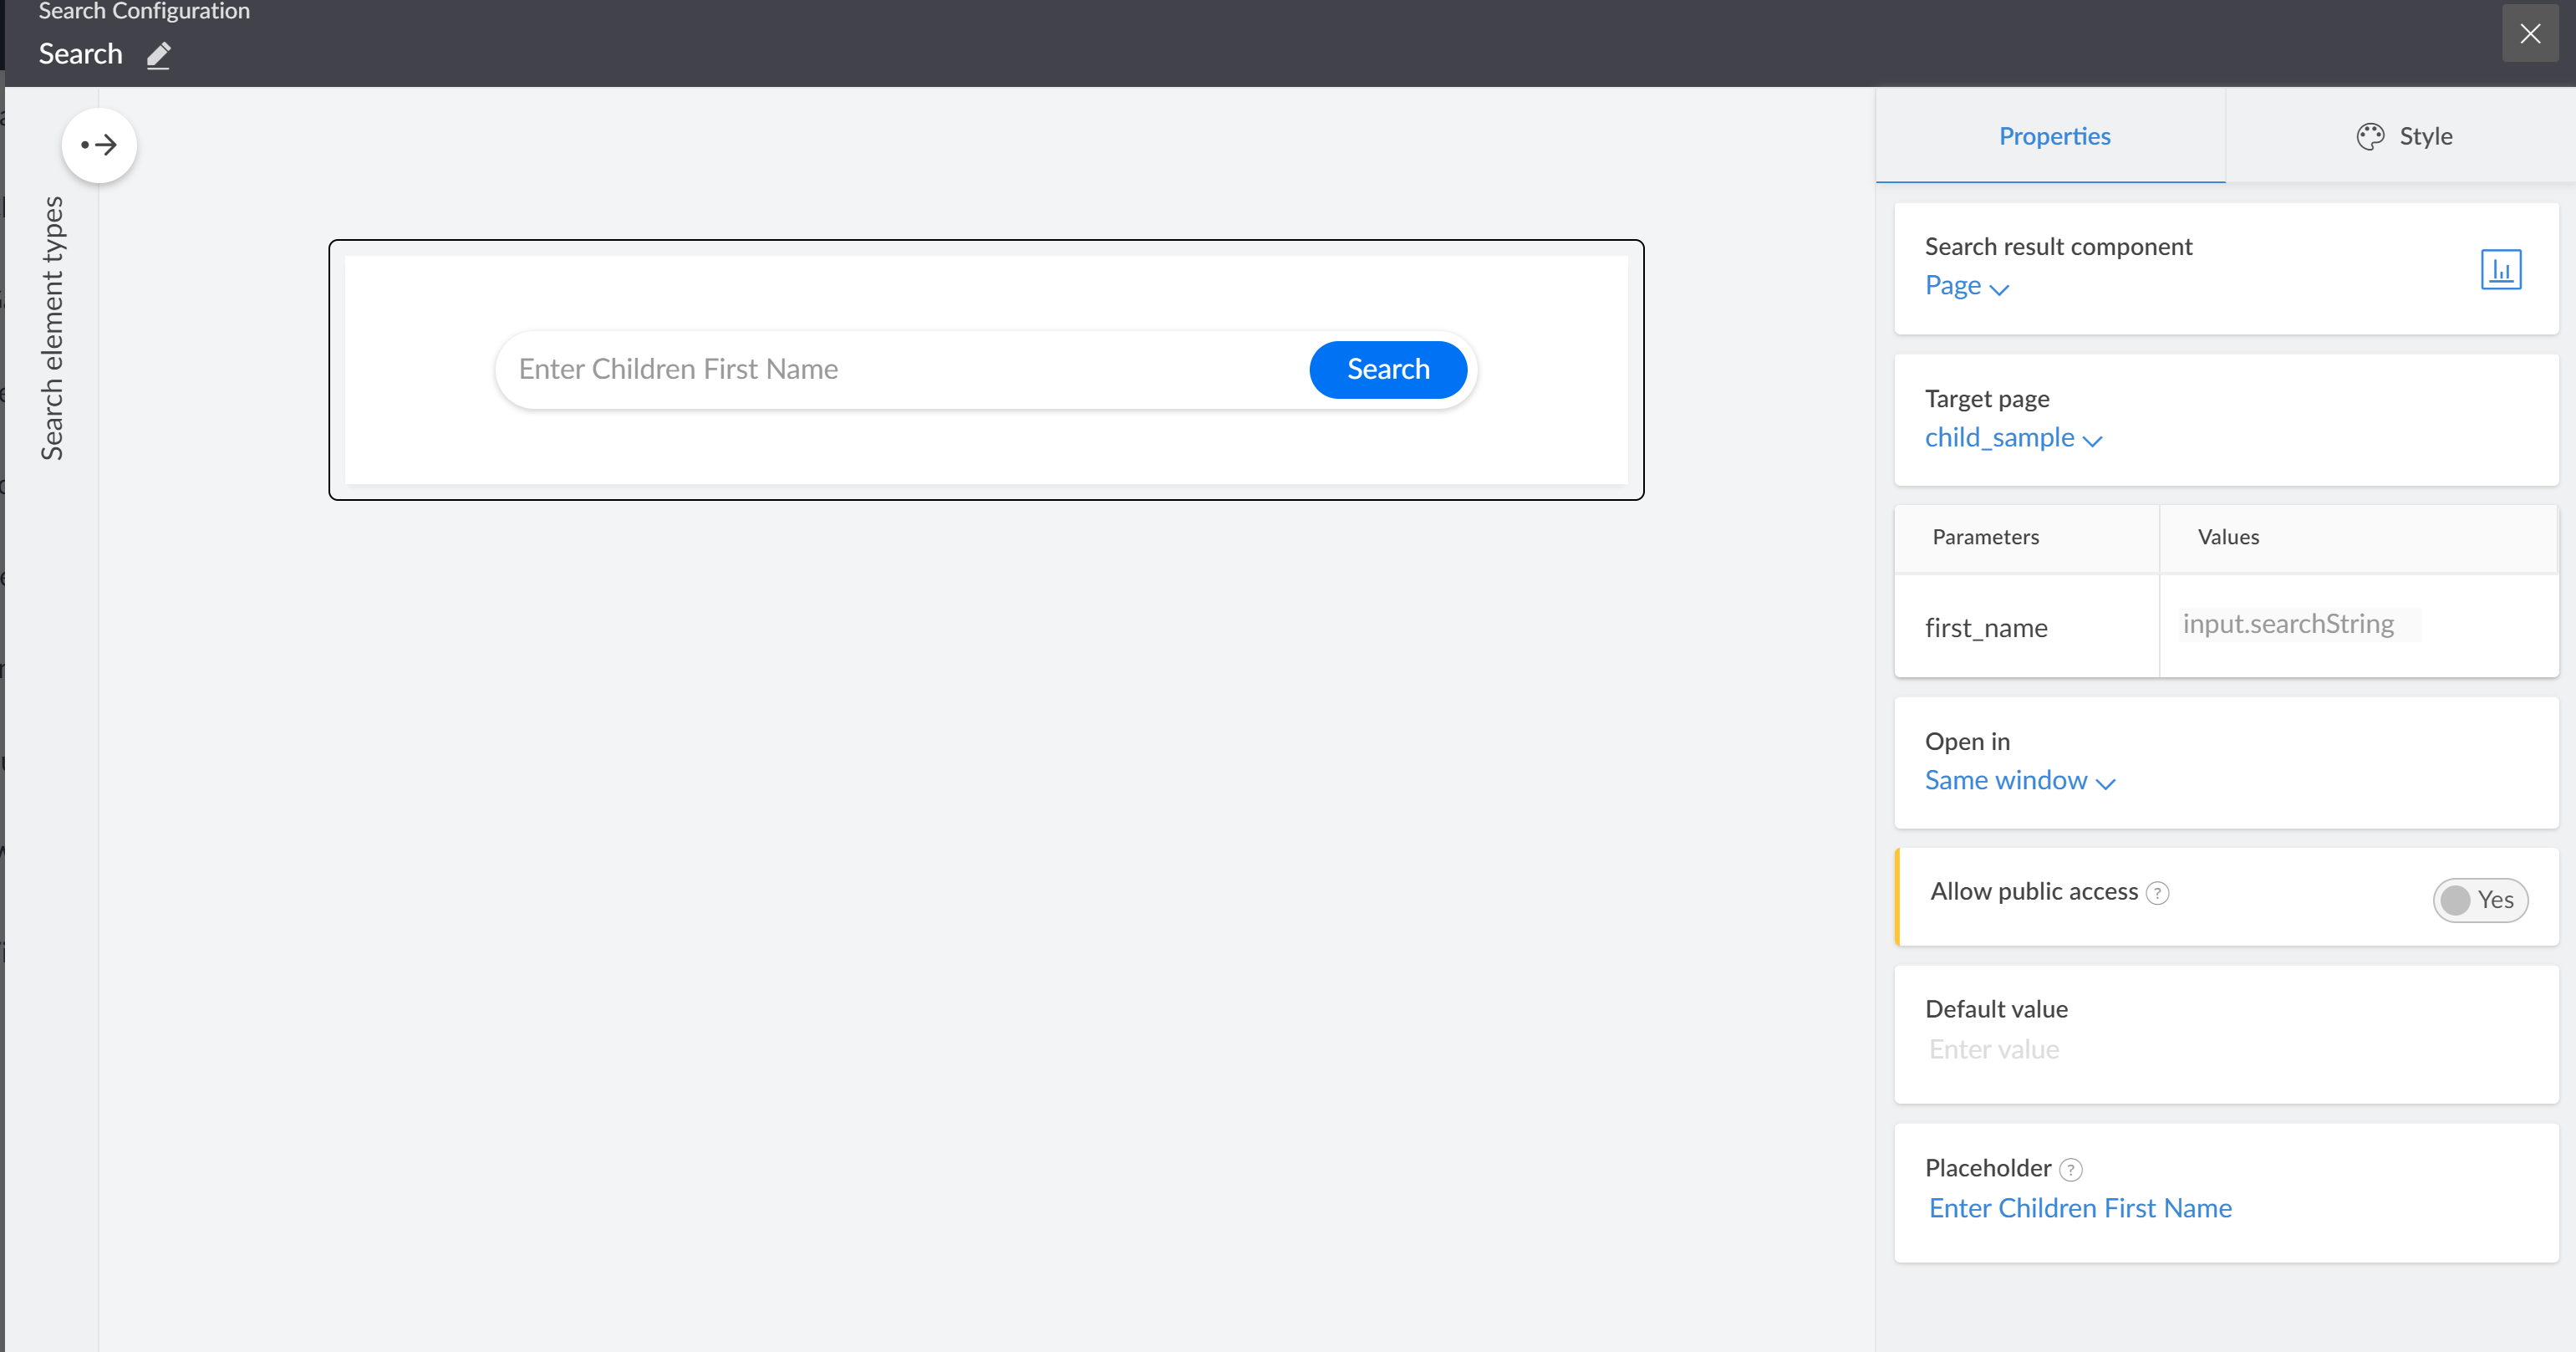 Search Configuration
Search
Search element types
Enter Children First Name
Search
Properties
Style
Search result component
Page
Target page
child_sample
Parameters
Values
first_name
input.searchString
Open in
Same window
Allow public access
Yes
Default value
Enter value
Placeholder
Enter Children First Name